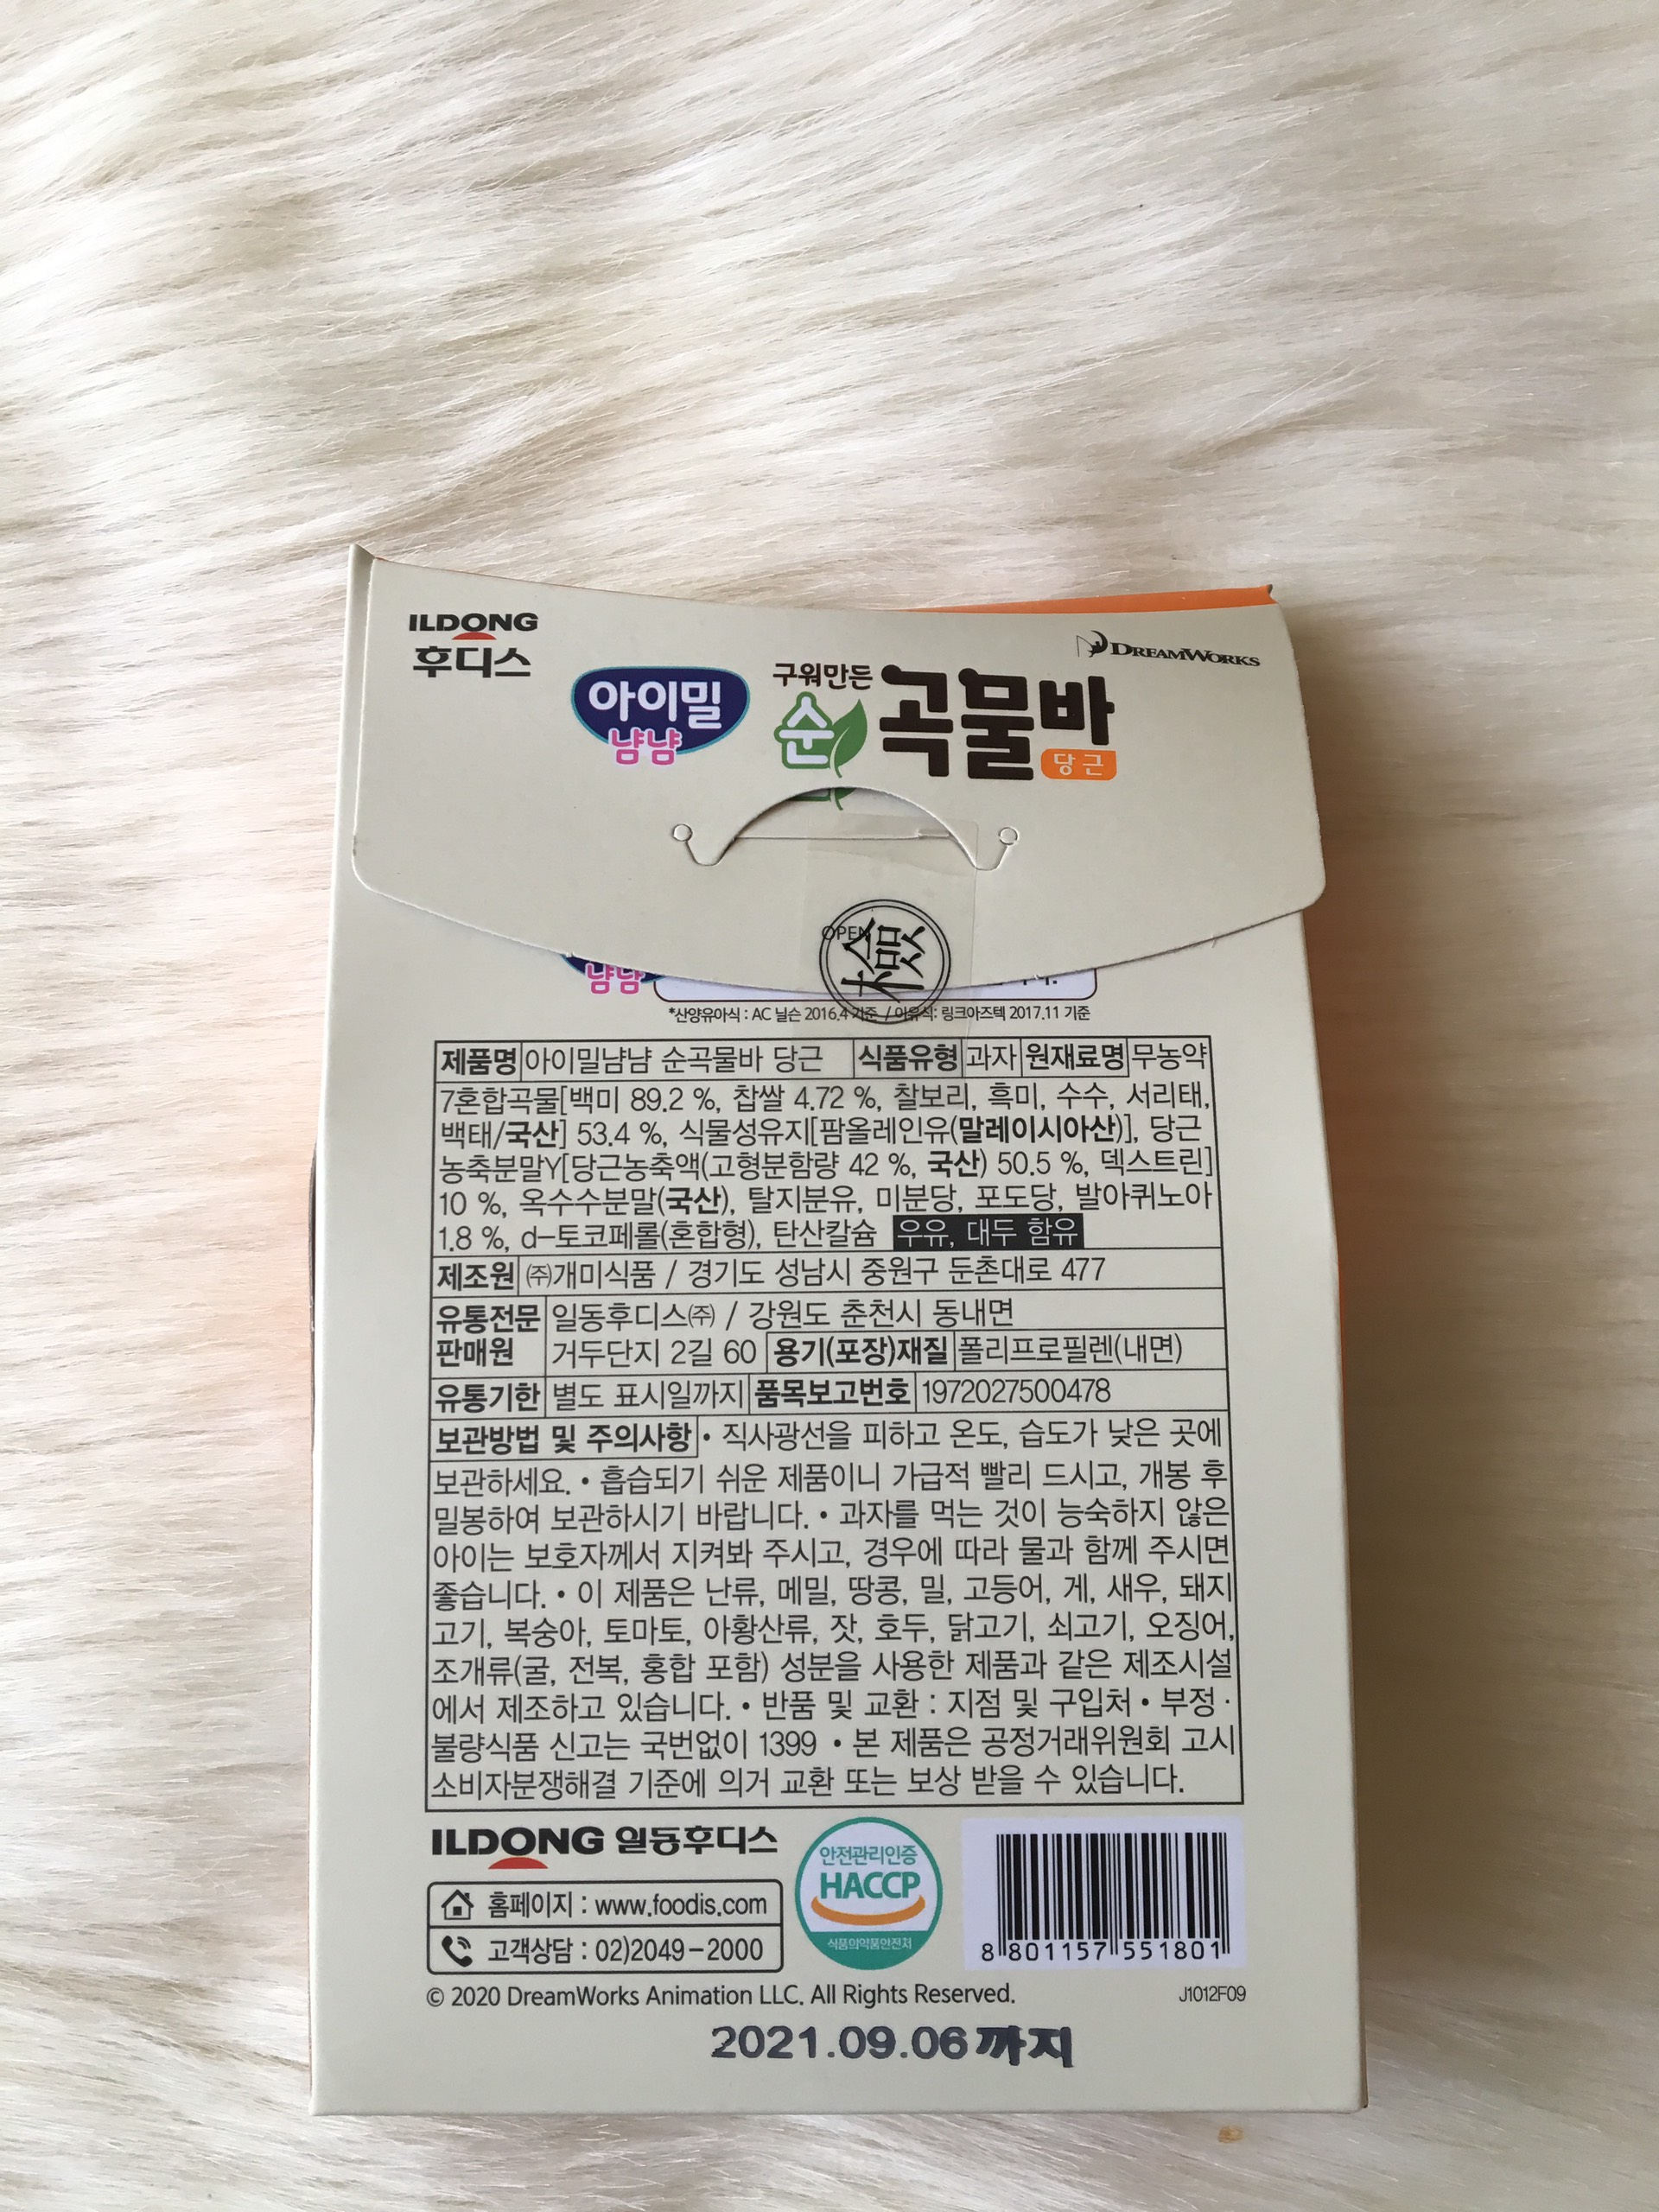 ILDONG
후디스
DREAMWORKS
아이밀
냠냠
구워만든
순 곡물바
당근
OPEN
檢品
냠냠
*산양유아식 : AC 닐슨 2016.4 기준 / 이유식: 링크아즈텍 2017.11 기준
제품명 아이밀냠냠 순곡물바 당근 식품유형 과자 원재료명 무농약
7혼합곡물[백미 89.2 %, 찹쌀 4.72 %, 찰보리, 흑미, 수수, 서리태,
백태/국산] 53.4 %, 식물성유지[팜올레인유(말레이시아산)], 당근
농축분말Y[당근농축액(고형분함량 42 %, 국산) 50.5 %, 덱스트린]
10 %, 옥수수분말(국산), 탈지분유, 미분당, 포도당, 발아퀴노아
1.8 %, d-토코페롤(혼합형), 탄산칼슘 우유, 대두 함유
제조원 ㈜개미식품 / 경기도 성남시 중원구 둔촌대로 477
유통전문 일동후디스㈜ / 강원도 춘천시 동내면
판매원 거두단지 2길 60 용기(포장)재질 폴리프로필렌(내면)
유통기한 별도 표시일까지 품목보고번호 1972027500478
보관방법 및 주의사항 • 직사광선을 피하고 온도, 습도가 낮은 곳에
보관하세요. • 흡습되기 쉬운 제품이니 가급적 빨리 드시고, 개봉 후
밀봉하여 보관하시기 바랍니다. • 과자를 먹는 것이 능숙하지 않은
아이는 보호자께서 지켜봐 주시고, 경우에 따라 물과 함께 주시면
좋습니다. • 이 제품은 난류, 메밀, 땅콩, 밀, 고등어, 게, 새우, 돼지
고기, 복숭아, 토마토, 아황산류, 잣, 호두, 닭고기, 쇠고기, 오징어,
조개류(굴, 전복, 홍합 포함) 성분을 사용한 제품과 같은 제조시설
에서 제조하고 있습니다. • 반품 및 교환 : 지점 및 구입처 • 부정 ·
불량식품 신고는 국번없이 1399 • 본 제품은 공정거래위원회 고시
소비자분쟁해결 기준에 의거 교환 또는 보상 받을 수 있습니다.
ILDONG 일동후디스
홈페이지 : www.foodis.com
고객상담 : 02)2049-2000
안전관리인증
HACCP
식품의약품안전처
8 801157 551801
© 2020 DreamWorks Animation LLC. All Rights Reserved.
J1012F09
2021.09.06까지